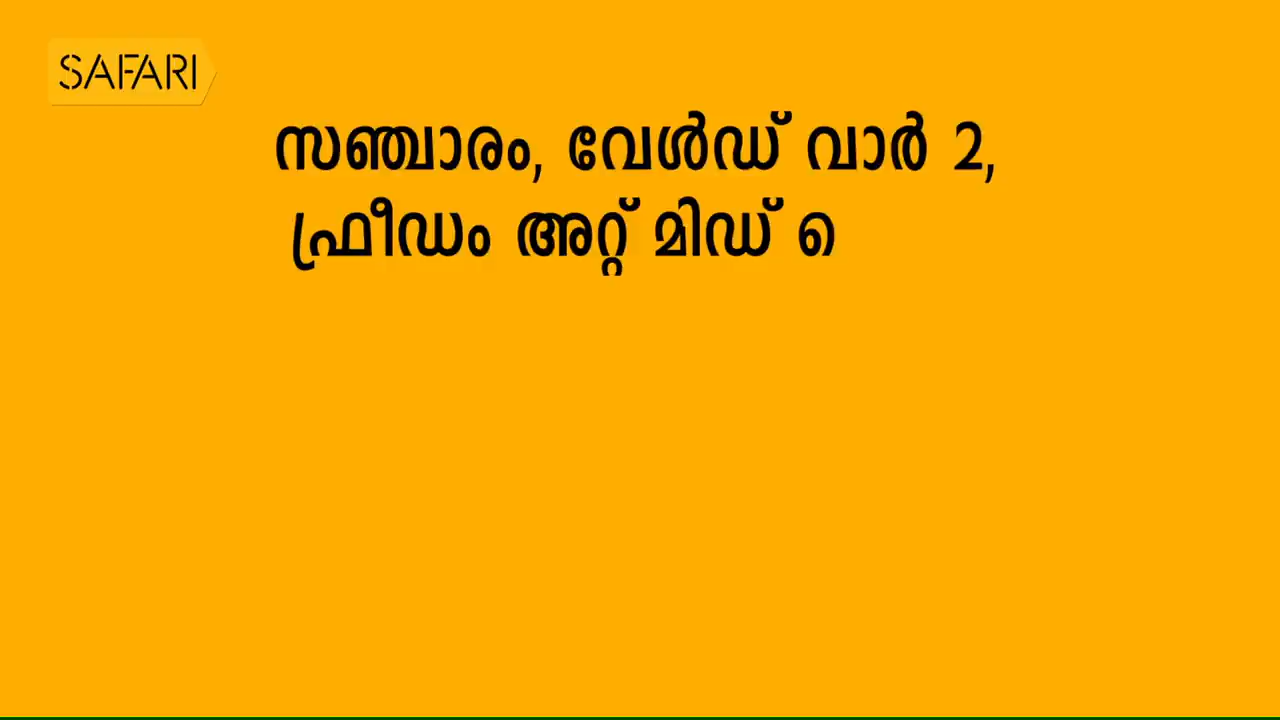 SAFARI
സഞ്ചാരം, വേൾഡ് വാർ 2,
ഫ്രീഡം അറ്റ് മിഡ് െ